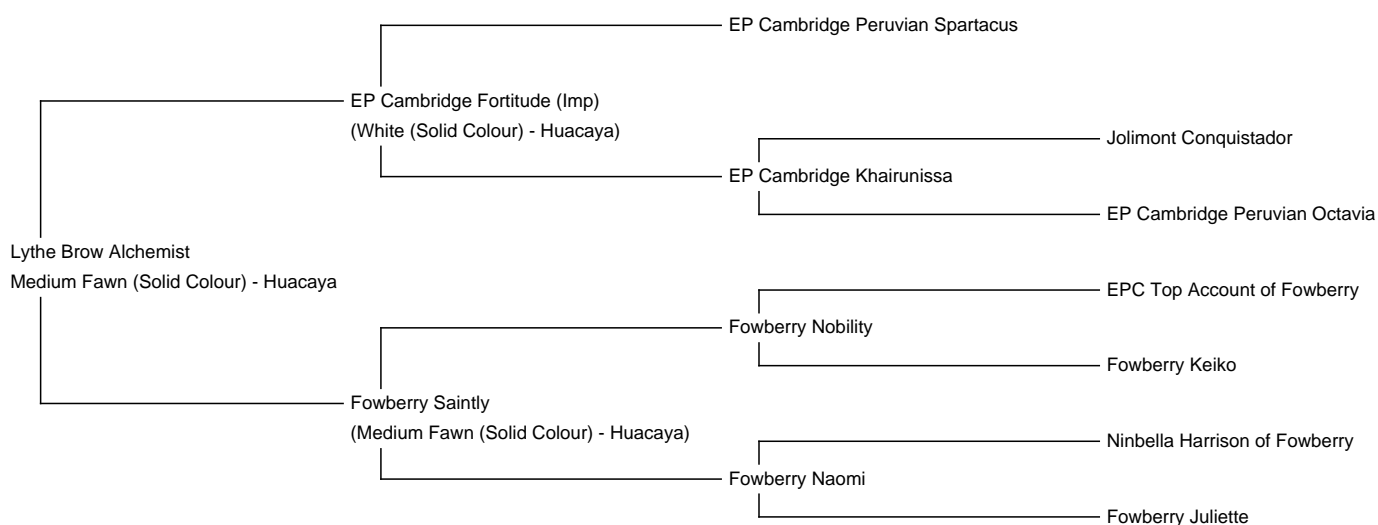 EP Cambridge Peruvian Spartacus
EP Cambridge Fortitude (Imp)
(White (Solid Colour) - Huacaya)
Jolimont Conquistador
EP Cambridge Khairunissa
EP Cambridge Peruvian Octavia
Lythe Brow Alchemist
Medium Fawn (Solid Colour) - Huacaya
EPC Top Account of Fowberry
Fowberry Nobility
Fowberry Keiko
Fowberry Saintly
(Medium Fawn (Solid Colour) - Huacaya)
Ninbella Harrison of Fowberry
Fowberry Naomi
Fowberry Juliette